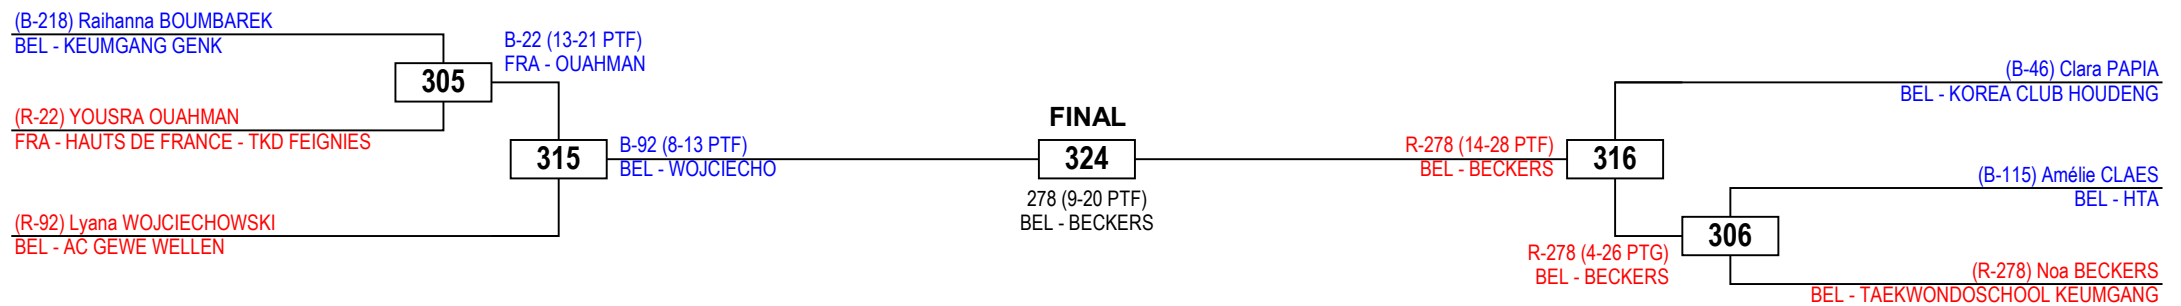 (B-218) Raihanna BOUMBAREK
BEL - KEUMGANG GENK
305
(R-22) YOUSRA OUAHMAN
FRA - HAUTS DE FRANCE - TKD FEIGNIES
B-22 (13-21 PTF)
FRA - OUAHMAN
315
(R-92) Lyana WOJCIECHOWSKI
BEL - AC GEWE WELLEN
B-92 (8-13 PTF)
BEL - WOJCIECHO
FINAL
324
278 (9-20 PTF)
BEL - BECKERS
R-278 (14-28 PTF)
BEL - BECKERS
316
(B-46) Clara PAPIA
BEL - KOREA CLUB HOUDENG
(B-115) Amélie CLAES
BEL - HTA
306
R-278 (4-26 PTG)
BEL - BECKERS
(R-278) Noa BECKERS
BEL - TAEKWONDOSCHOOL KEUMGANG